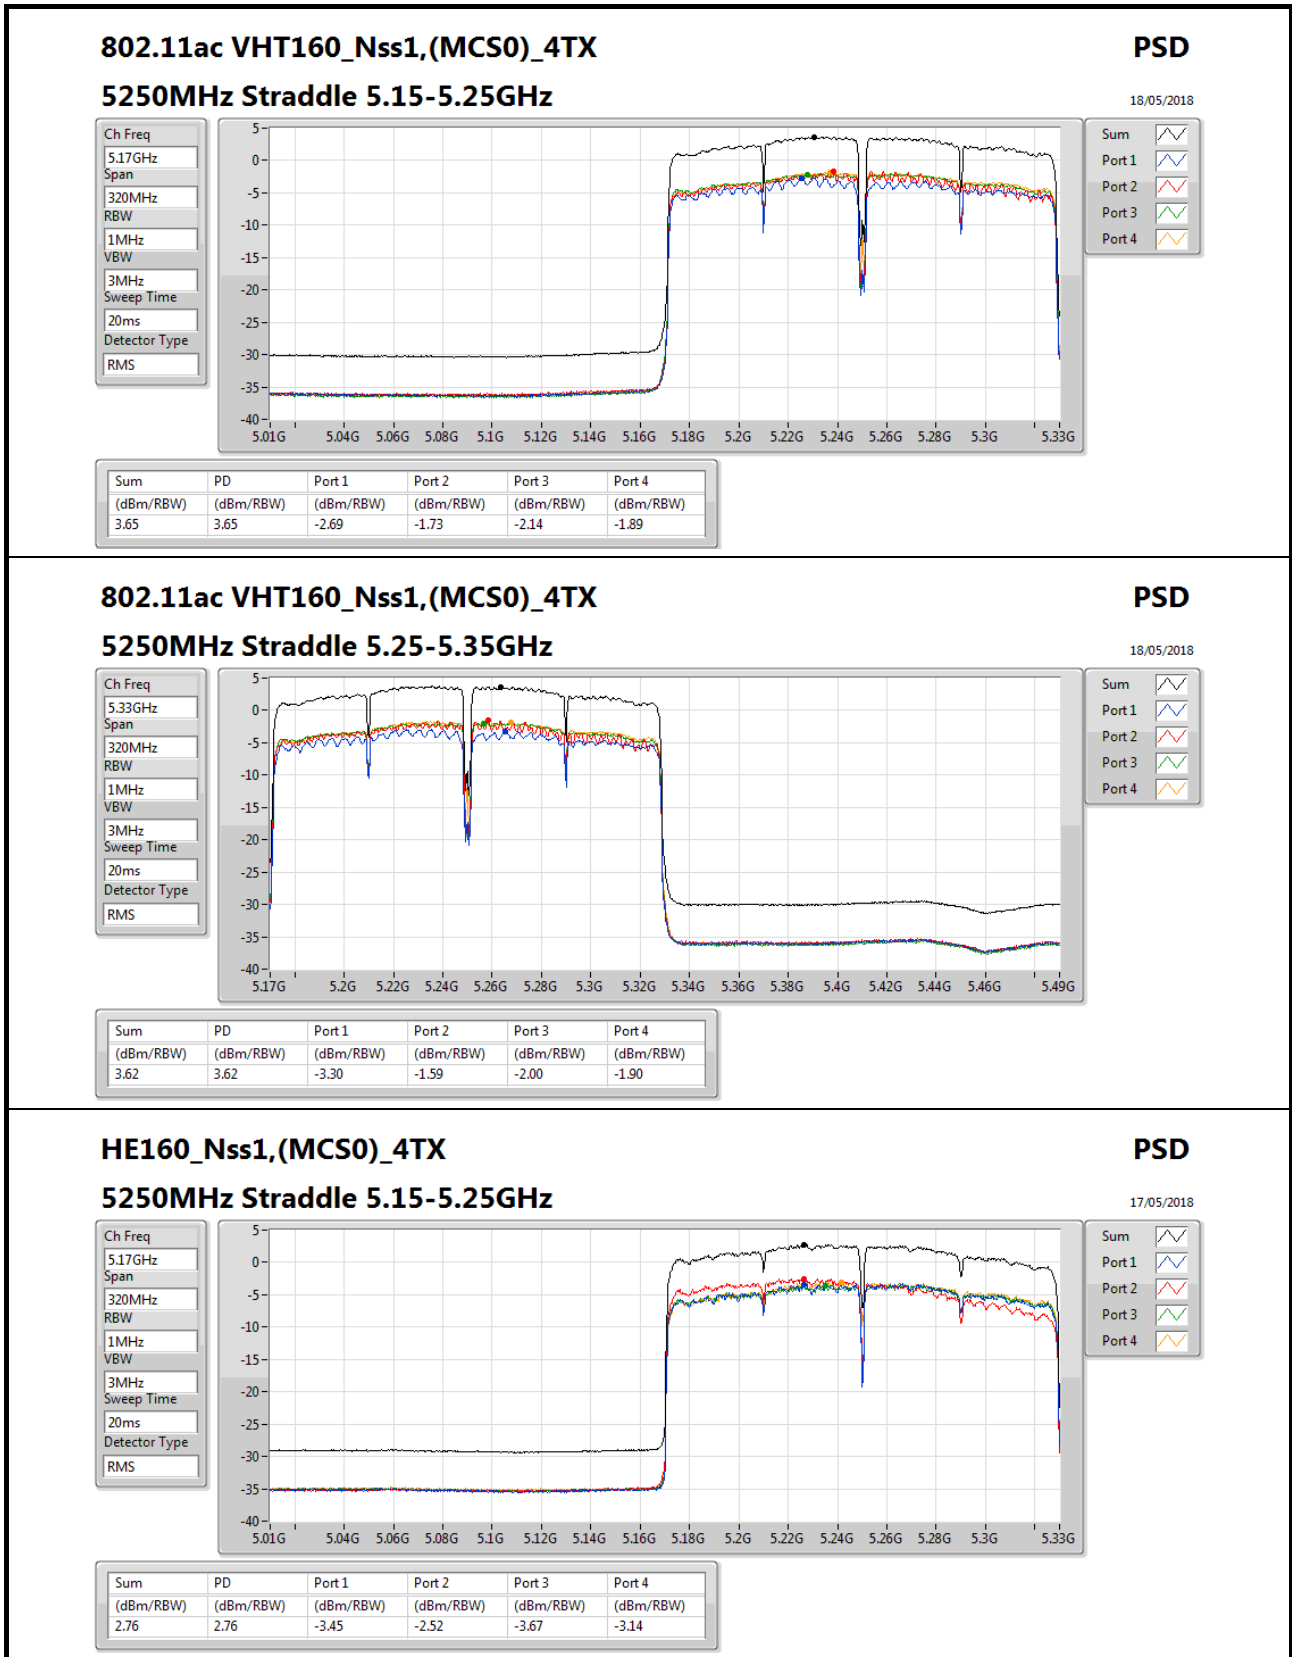 802.11ac VHT160_Nss1,(MCS0)_4TX PSD
5250MHz Straddle 5.15-5.25GHz 18/05/2018
Ch Freq
5.17GHz
Span
320MHz
RBW
1MHz
VBW
3MHz
Sweep Time
20ms
Detector Type
RMS
5
0
-5
-10
-15
-20
-25
-30
-35
-40
5.01G 5.04G 5.06G 5.08G 5.1G 5.12G 5.14G 5.16G 5.18G 5.2G 5.22G 5.24G 5.26G 5.28G 5.3G 5.33G
Sum
Port 1
Port 2
Port 3
Port 4
Sum PD Port 1 Port 2 Port 3 Port 4
(dBm/RBW) (dBm/RBW) (dBm/RBW) (dBm/RBW) (dBm/RBW) (dBm/RBW)
3.65 3.65 -2.69 -1.73 -2.14 -1.89
802.11ac VHT160_Nss1,(MCS0)_4TX PSD
5250MHz Straddle 5.25-5.35GHz 18/05/2018
Ch Freq
5.33GHz
Span
320MHz
RBW
1MHz
VBW
3MHz
Sweep Time
20ms
Detector Type
RMS
5
0
-5
-10
-15
-20
-25
-30
-35
-40
5.17G 5.2G 5.22G 5.24G 5.26G 5.28G 5.3G 5.32G 5.34G 5.36G 5.38G 5.4G 5.42G 5.44G 5.46G 5.49G
Sum
Port 1
Port 2
Port 3
Port 4
Sum PD Port 1 Port 2 Port 3 Port 4
(dBm/RBW) (dBm/RBW) (dBm/RBW) (dBm/RBW) (dBm/RBW) (dBm/RBW)
3.62 3.62 -3.30 -1.59 -2.00 -1.90
HE160_Nss1,(MCS0)_4TX PSD
5250MHz Straddle 5.15-5.25GHz 17/05/2018
Ch Freq
5.17GHz
Span
320MHz
RBW
1MHz
VBW
3MHz
Sweep Time
20ms
Detector Type
RMS
5
0
-5
-10
-15
-20
-25
-30
-35
-40
5.01G 5.04G 5.06G 5.08G 5.1G 5.12G 5.14G 5.16G 5.18G 5.2G 5.22G 5.24G 5.26G 5.28G 5.3G 5.33G
Sum
Port 1
Port 2
Port 3
Port 4
Sum PD Port 1 Port 2 Port 3 Port 4
(dBm/RBW) (dBm/RBW) (dBm/RBW) (dBm/RBW) (dBm/RBW) (dBm/RBW)
2.76 2.76 -3.45 -2.52 -3.67 -3.14